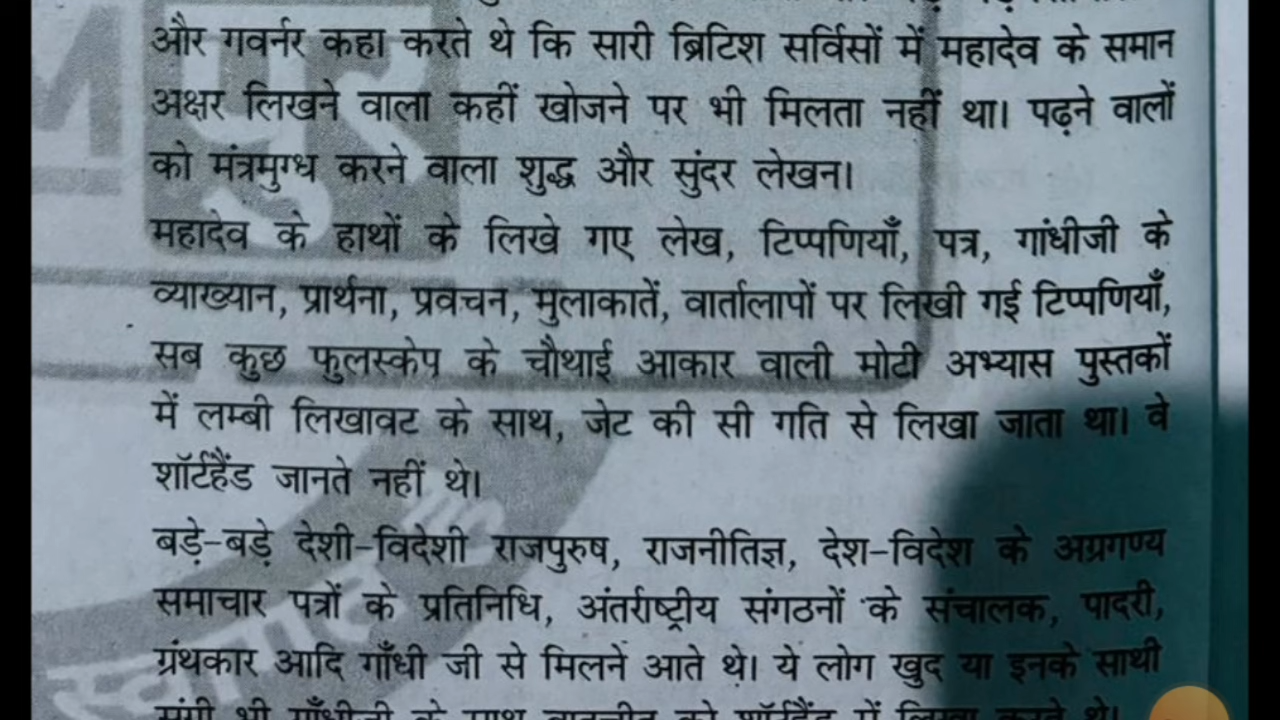 और गवर्नर कहा करते थे कि सारी ब्रिटिश सर्विसों में महादेव के समान
अक्षर लिखने वाला कहीं खोजने पर भी मिलता नहीं था। पढ़ने वालों
को मंत्रमुग्ध करने वाला शुद्ध और सुंदर लेखन।
महादेव के हाथों के लिखे गए लेख, टिप्पणियाँ, पत्र, गांधीजी के
व्याख्यान, प्रार्थना, प्रवचन, मुलाकातें, वार्तालापों पर लिखी गई टिप्पणियाँ,
सब कुछ फुलस्केप के चौथाई आकार वाली मोटी अभ्यास पुस्तकों
में लम्बी लिखावट के साथ, जेट की सी गति से लिखा जाता था। वे
शॉर्टहैंड जानते नहीं थे।
बड़े-बड़े देशी-विदेशी राजपुरुष, राजनीतिज्ञ, देश-विदेश के अग्रगण्य
समाचार पत्रों के प्रतिनिधि, अंतर्राष्ट्रीय संगठनों के संचालक, पादरी,
ग्रंथकार आदि गाँधी जी से मिलने आते थे। ये लोग खुद या इनके साथी
संगी भी गाँधीजी के साथ बातचीत को शॉर्टहैंड में लिखा करते थे।
पुर